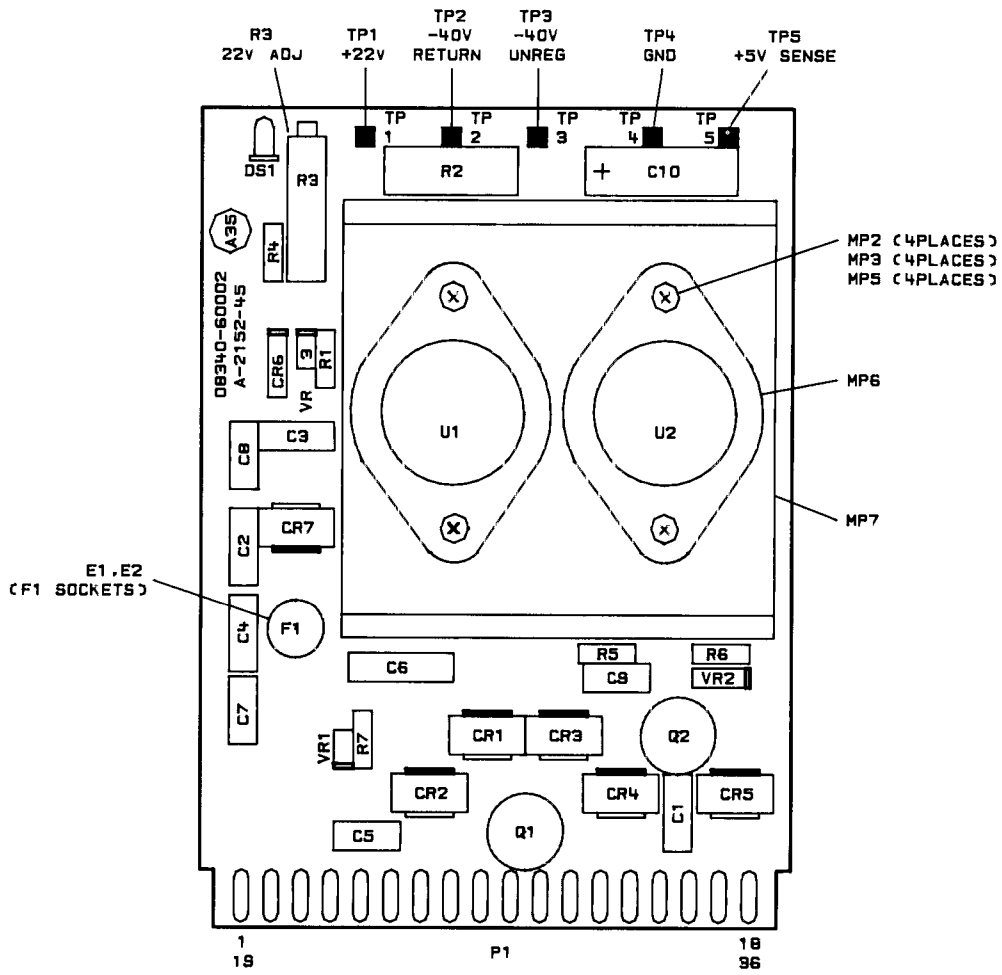 R3
22V ADJ
TP1
+22V
TP2
-40V
RETURN
TP3
-40V
UNREG
TP4
GND
TP5
+5V SENSE
DS1
R3
TP
1
TP
2
TP
3
TP
4
TP
5
R2
+ C10
A35
R4
08340-60002
A-2152-45
CR6
VR
3
R1
MP2 (4PLACES)
MP3 (4PLACES)
MP5 (4PLACES)
MP6
MP7
U1
U2
C8
C3
C2
CR7
E1,E2
(F1 SOCKETS)
C4
F1
C7
C6
R5
C9
R6
VR2
VR1
R7
CR1
CR3
Q2
CR2
CR4
CR5
C5
Q1
C1
1
19
P1
18
36